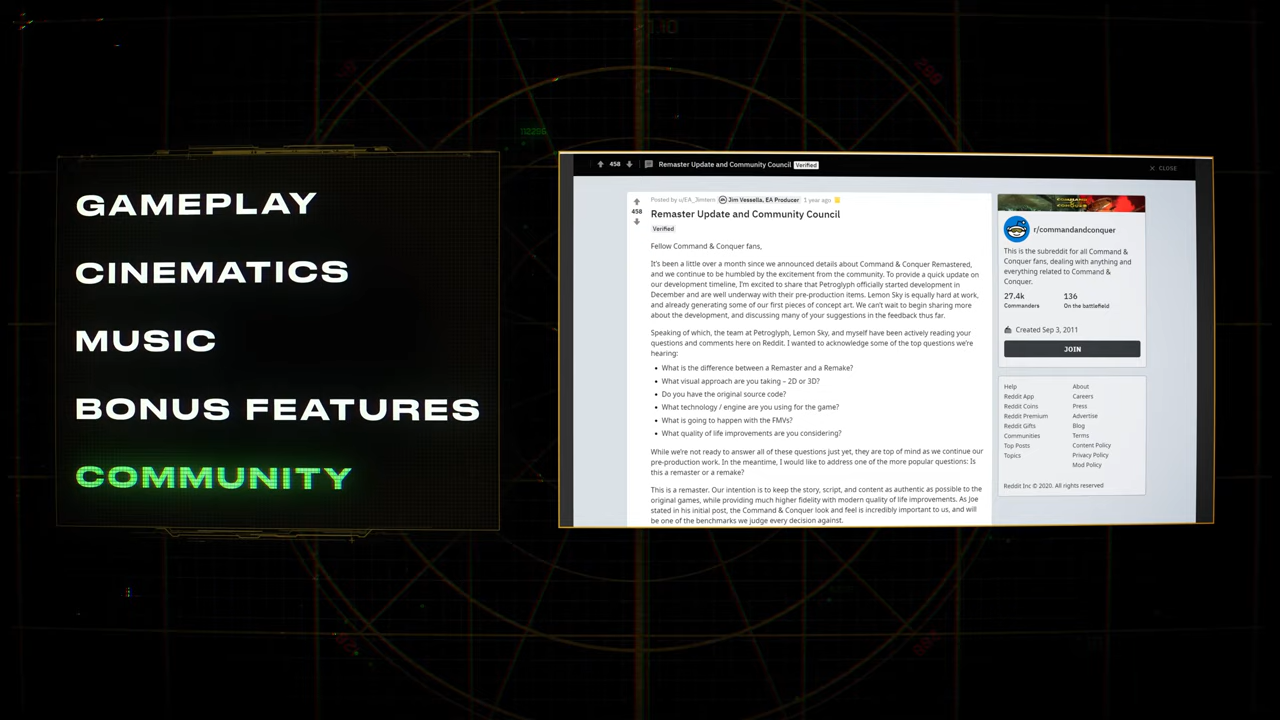 GAMEPLAY
CINEMATICS
MUSIC
BONUS FEATURES
COMMUNITY
458 Remaster Update and Community Council Verified
CLOSE
458
Posted by u/EA_Jimtern Jim Vessella, EA Producer 1 year ago
Remaster Update and Community Council
Verified
Fellow Command & Conquer fans,
It's been a little over a month since we announced details about Command & Conquer Remastered,
and we continue to be humbled by the excitement from the community. To provide a quick update on
our development timeline, I'm excited to share that Petroglyph officially started development in
December and are well underway with their pre-production items. Lemon Sky is equally hard at work,
and already generating some of our first pieces of concept art. We can't wait to begin sharing more
about the development, and discussing many of your suggestions in the feedback thus far.
Speaking of which, the team at Petroglyph, Lemon Sky, and myself have been actively reading your
questions and comments here on Reddit. I wanted to acknowledge some of the top questions we're
hearing:
• What is the difference between a Remaster and a Remake?
• What visual approach are you taking – 2D or 3D?
• Do you have the original source code?
• What technology / engine are you using for the game?
• What is going to happen with the FMVs?
• What quality of life improvements are you considering?
While we're not ready to answer all of these questions just yet, they are top of mind as we continue our
pre-production work. In the meantime, I would like to address one of the more popular questions: Is
this a remaster or a remake?
This is a remaster. Our intention is to keep the story, script, and content as authentic as possible to the
original games, while providing much higher fidelity with modern quality of life improvements. As Joe
stated in his initial post, the Command & Conquer look and feel is incredibly important to us, and will
be one of the benchmarks we judge every decision against.
r/commandandconquer
This is the subreddit for all Command &
Conquer fans, dealing with anything and
everything related to Command &
Conquer.
27.4k 136
Commanders On the battlefield
Created Sep 3, 2011
JOIN
Help About
Reddit App Careers
Reddit Coins Press
Reddit Premium Advertise
Reddit Gifts Blog
Communities Terms
Top Posts Content Policy
Topics Privacy Policy
Mod Policy
Reddit Inc © 2020. All rights reserved